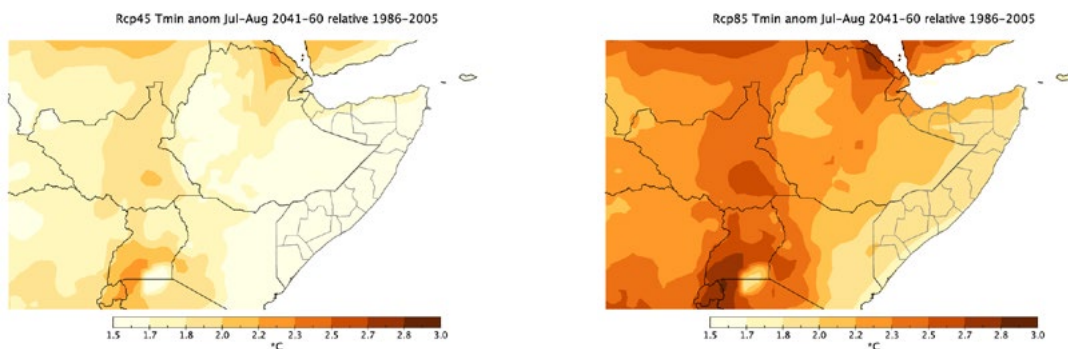 Rcp45 Tmin anom Jul-Aug 2041-60 relative 1986-2005
1.5 1.7 1.8 2.0 2.2 2.3 2.5 2.7 2.8 3.0
°C
Rcp85 Tmin anom Jul-Aug 2041-60 relative 1986-2005
1.5 1.7 1.8 2.0 2.2 2.3 2.5 2.7 2.8 3.0
°C